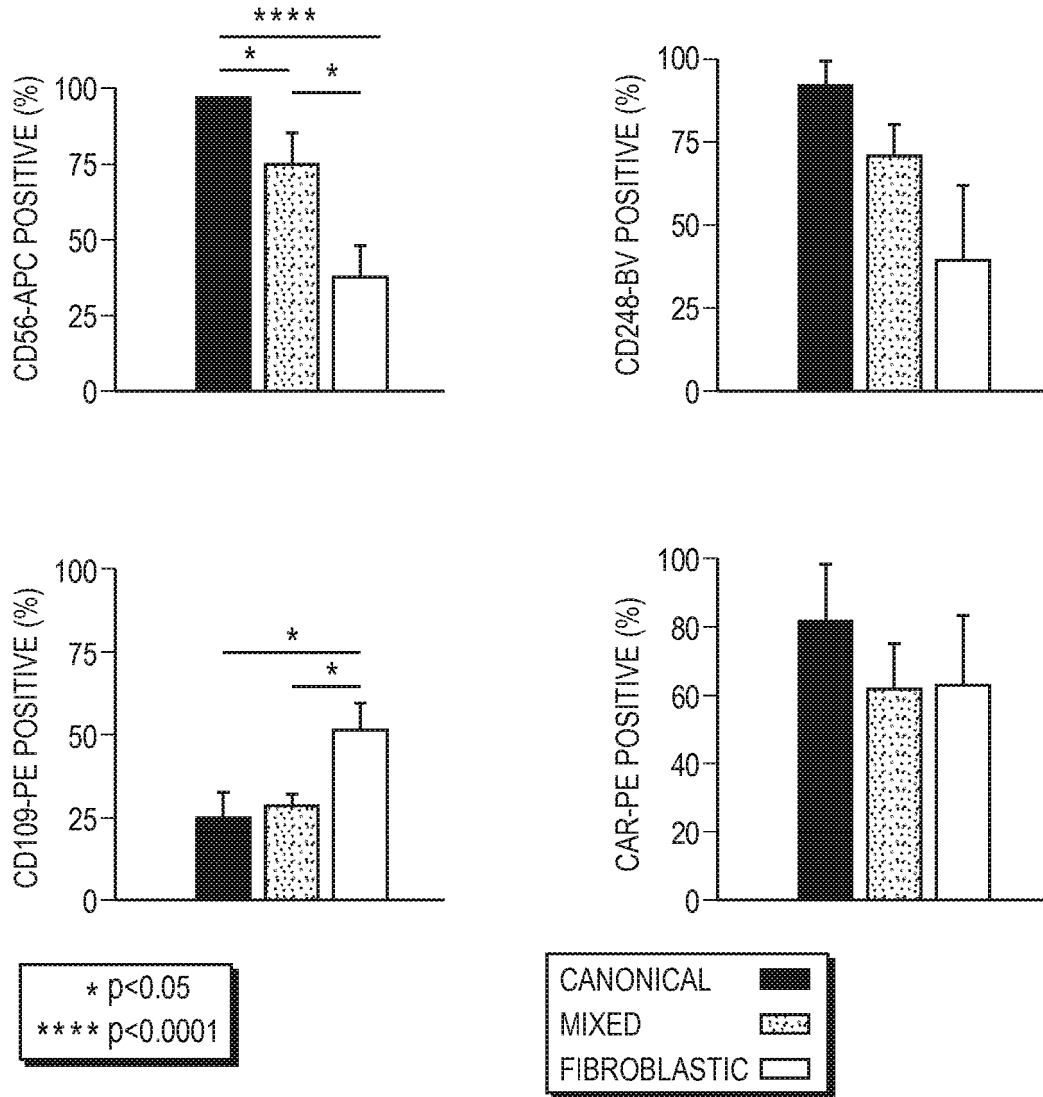 ****
*
*
CD56-APC POSITIVE (%)
100
75
50
25
0
CD248-BV POSITIVE (%)
100
75
50
25
0
CD109-PE POSITIVE (%)
100
75
50
25
0
*
*
CAR-PE POSITIVE (%)
100
80
60
40
20
0
* p<0.05
**** p<0.0001
CANONICAL
MIXED
FIBROBLASTIC